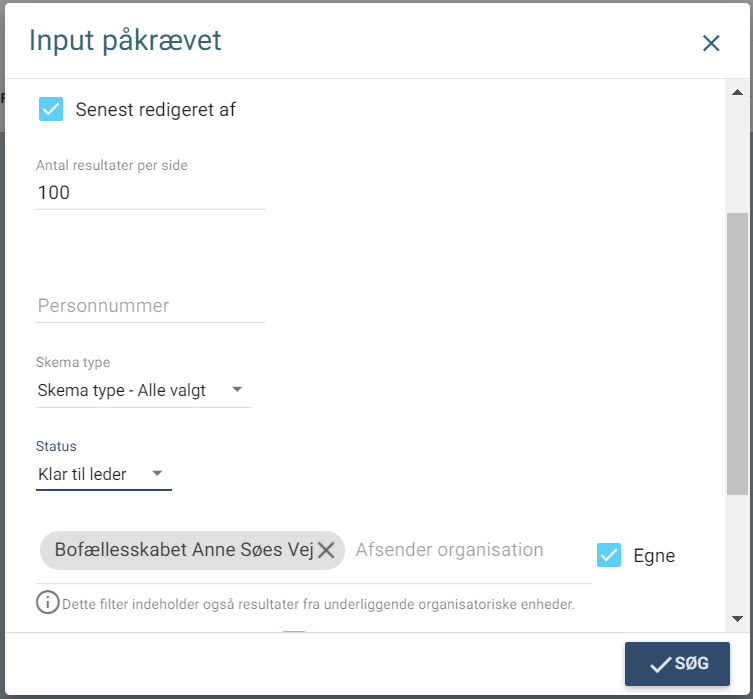 Input påkrævet
Senest redigeret af
Antal resultater per side
100
Personnummer
Skema type
Skema type - Alle valgt
Status
Klar til leder
Bofællesskabet Anne Søes Vej Afsender organisation Egne
Dette filter indeholder også resultater fra underliggende organisatoriske enheder.
SØG